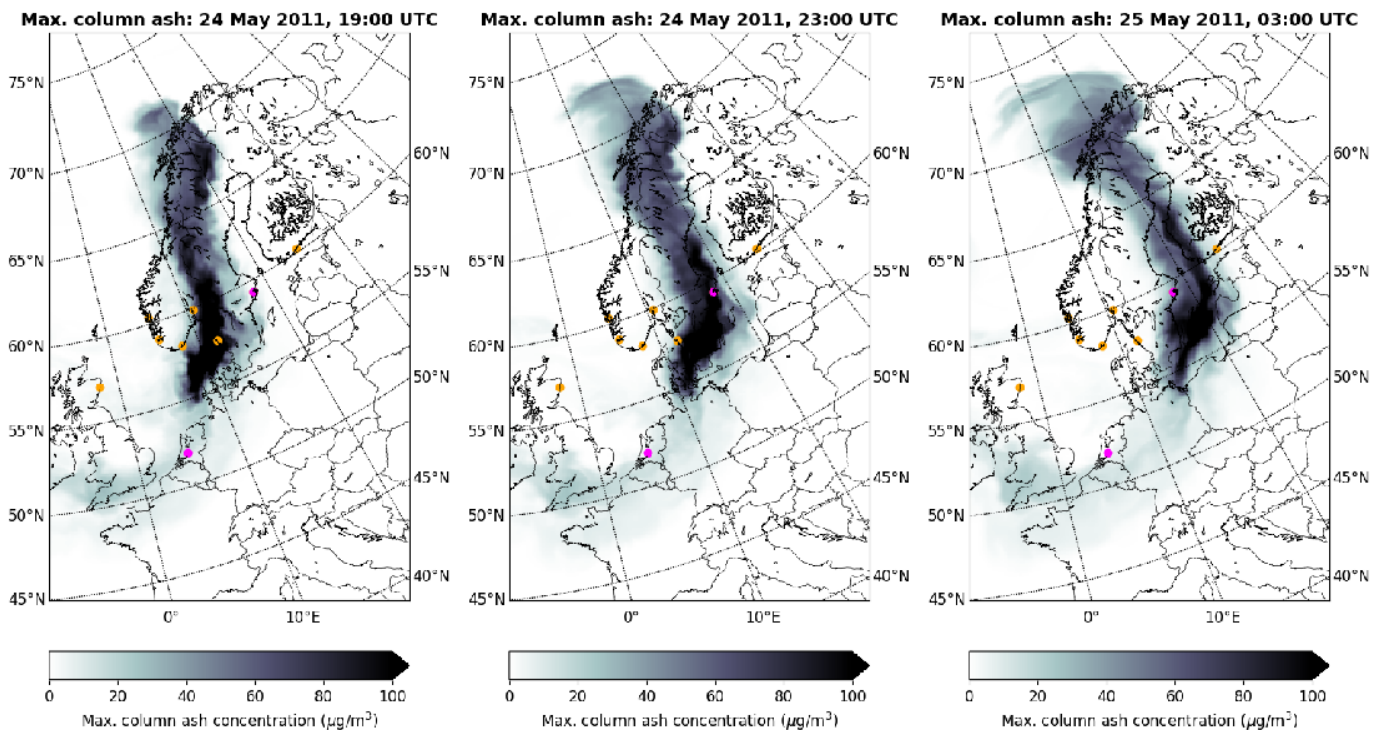 Max. column ash: 24 May 2011, 19:00 UTC
75°N
70°N
65°N
60°N
55°N
50°N
45°N
60°N
55°N
50°N
45°N
40°N
0°
10°E
0 20 40 60 80 100
Max. column ash concentration (μg/m³)
Max. column ash: 24 May 2011, 23:00 UTC
75°N
70°N
65°N
60°N
55°N
50°N
45°N
60°N
55°N
50°N
45°N
40°N
0°
10°E
0 20 40 60 80 100
Max. column ash concentration (μg/m³)
Max. column ash: 25 May 2011, 03:00 UTC
75°N
70°N
65°N
60°N
55°N
50°N
45°N
60°N
55°N
50°N
45°N
40°N
0°
10°E
0 20 40 60 80 100
Max. column ash concentration (μg/m³)